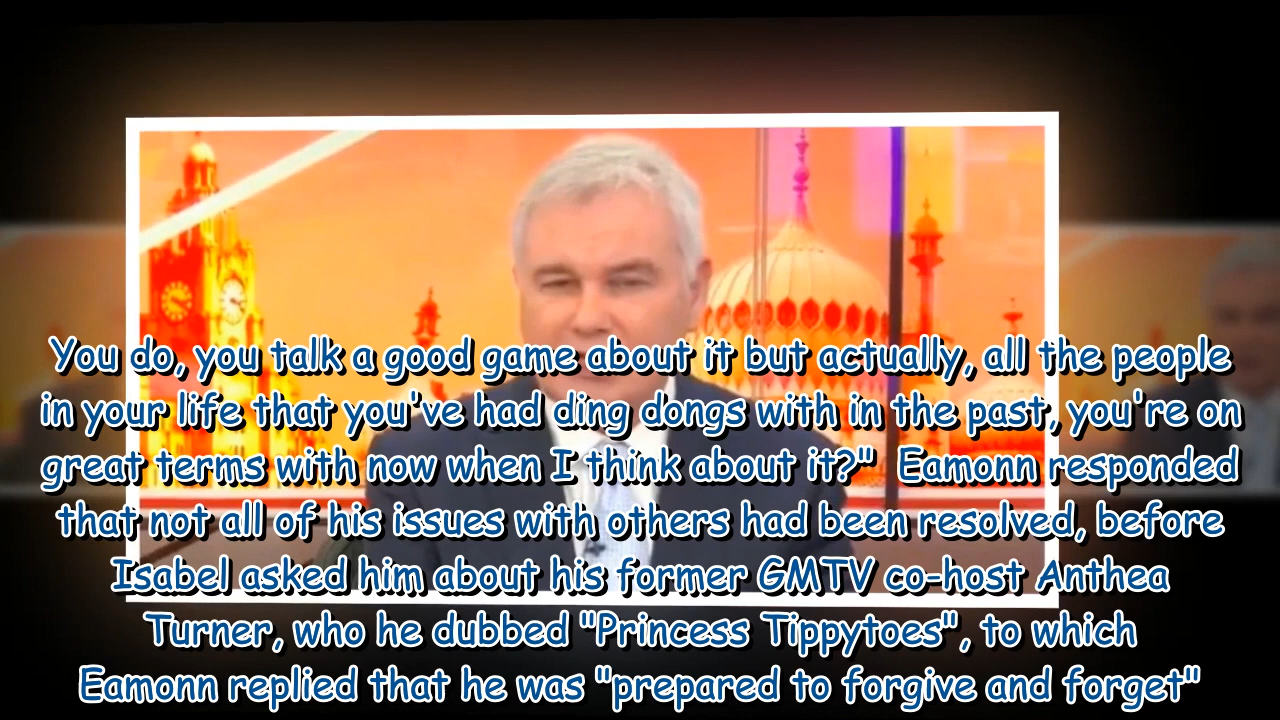 You do, you talk a good game about it but actually, all the people
in your life that you've had ding dongs with in the past, you're on
great terms with now when I think about it?"  Eamonn responded
that not all of his issues with others had been resolved, before
Isabel asked him about his former GMTV co-host Anthea
Turner, who he dubbed "Princess Tippytoes", to which
Eamonn replied that he was "prepared to forgive and forget"